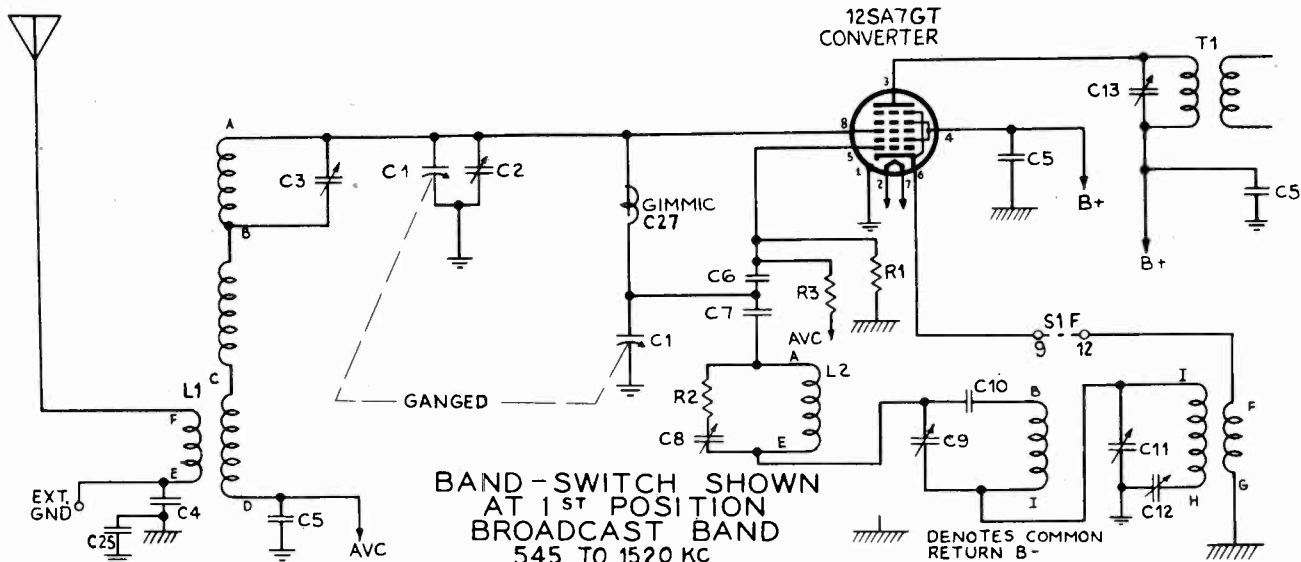 12SA7GT
CONVERTER
T1
3
C13
A
8
4
5
1
2
7
6
C3
C1
C2
C5
GIMMIC
C27
B+
C5
B
B+
C6
R3
R1
C7
C1
AVC
S1F
9
12
C
A
L2
L1
GANGED
R2
C10
B
I
F
F
C8
C9
C11
E
E
EXT.
GND
C4
D
C5
BAND-SWITCH SHOWN
AT 1ST POSITION
BROADCAST BAND
545 TO 1520 KC
I
H
G
C12
C25
AVC
DENOTES COMMON
RETURN B-